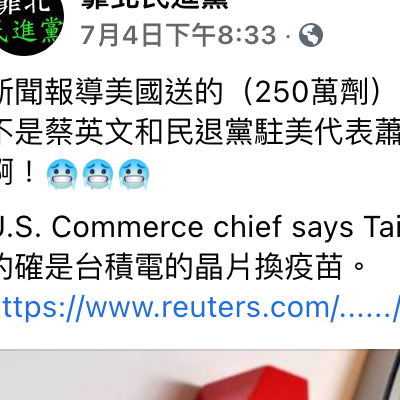 靠北
民進黨
靠北民進黨
7月4日下午8:33 ·
新聞報導美國送的（250萬劑）
不是蔡英文和民退黨駐美代表蕭
啊！🥶🥶🥶
U.S. Commerce chief says Tai
的確是台積電的晶片換疫苗。
https://www.reuters.com/....../